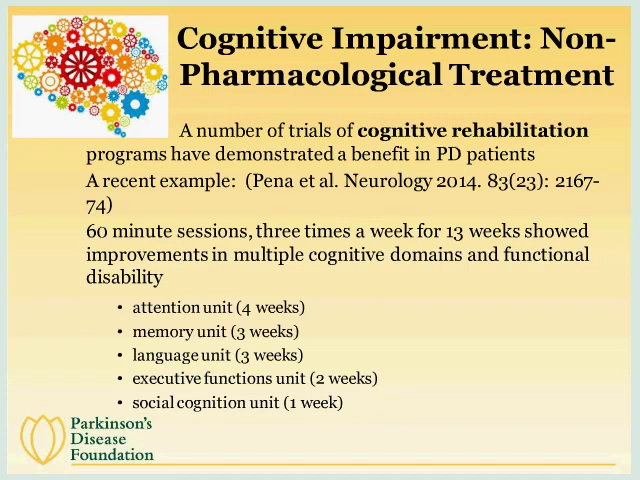 Cognitive Impairment: Non-
Pharmacological Treatment
A number of trials of cognitive rehabilitation
programs have demonstrated a benefit in PD patients
A recent example: (Pena et al. Neurology 2014. 83(23): 2167-
74)
60 minute sessions, three times a week for 13 weeks showed
improvements in multiple cognitive domains and functional
disability
• attention unit (4 weeks)
• memory unit (3 weeks)
• language unit (3 weeks)
• executive functions unit (2 weeks)
• social cognition unit (1 week)
Parkinson's
Disease
Foundation